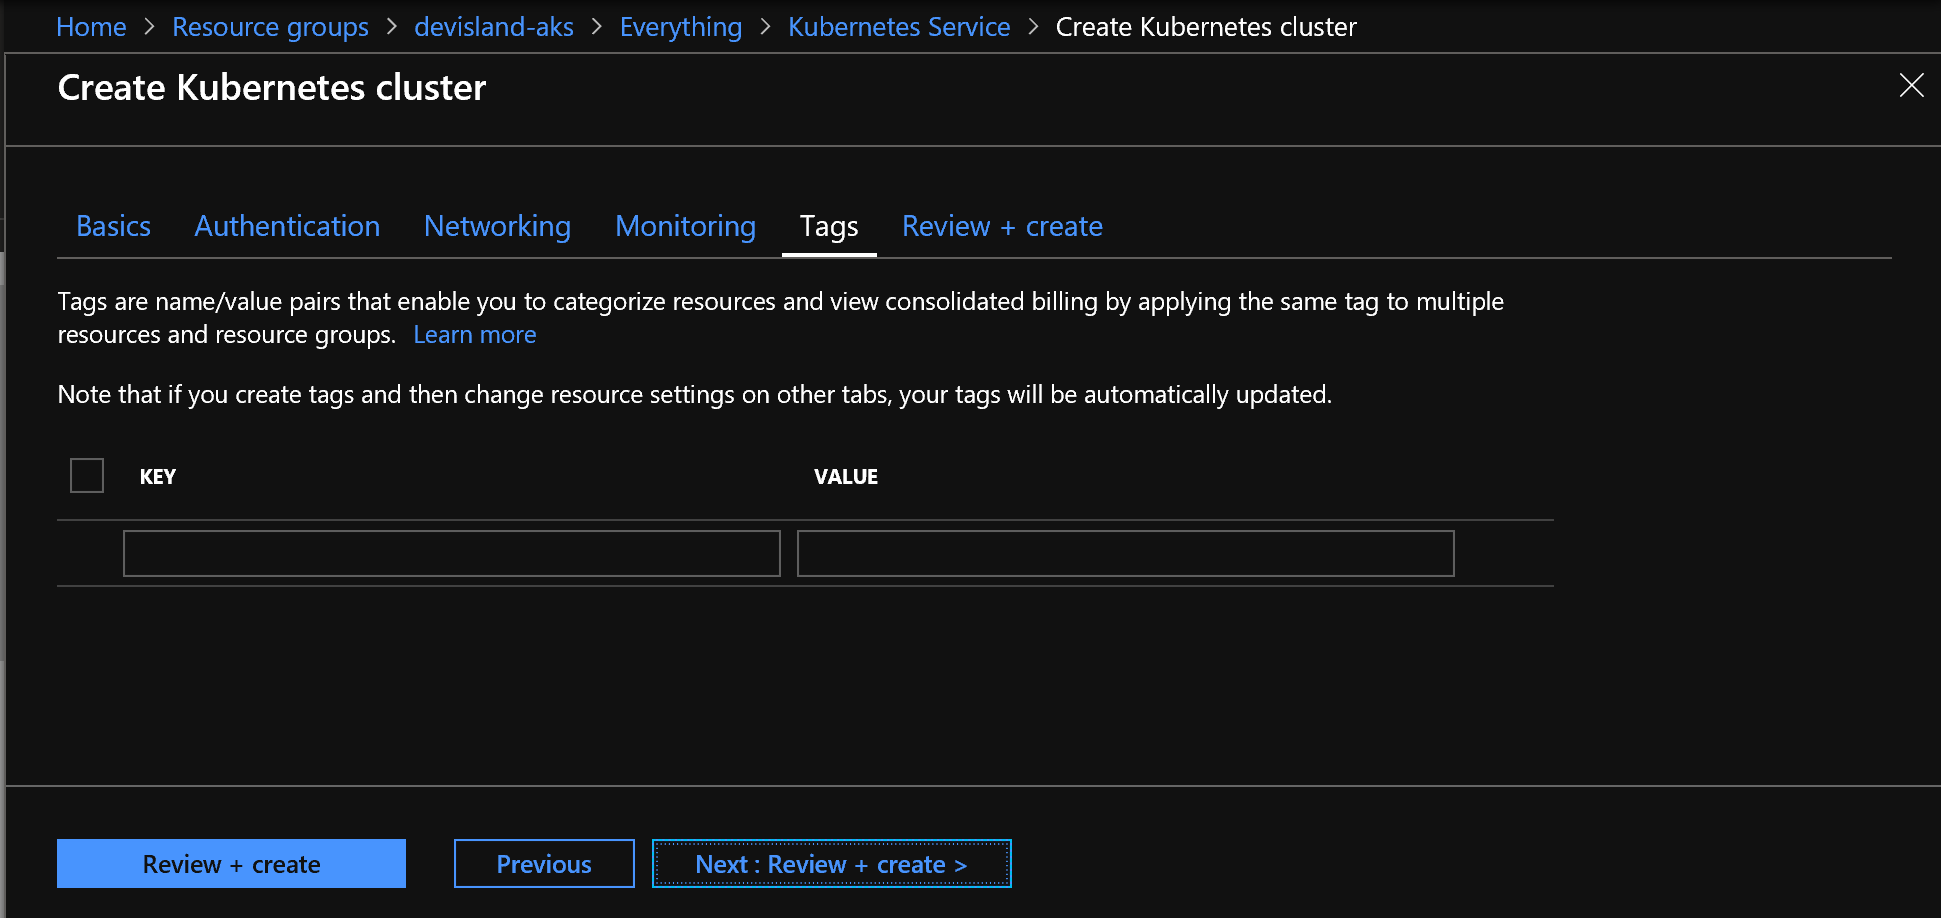 Home > Resource groups > devisland-aks > Everything > Kubernetes Service > Create Kubernetes cluster
Create Kubernetes cluster
Basics Authentication Networking Monitoring Tags Review + create
Tags are name/value pairs that enable you to categorize resources and view consolidated billing by applying the same tag to multiple
resources and resource groups. Learn more
Note that if you create tags and then change resource settings on other tabs, your tags will be automatically updated.
KEY VALUE
Review + create Previous Next : Review + create >